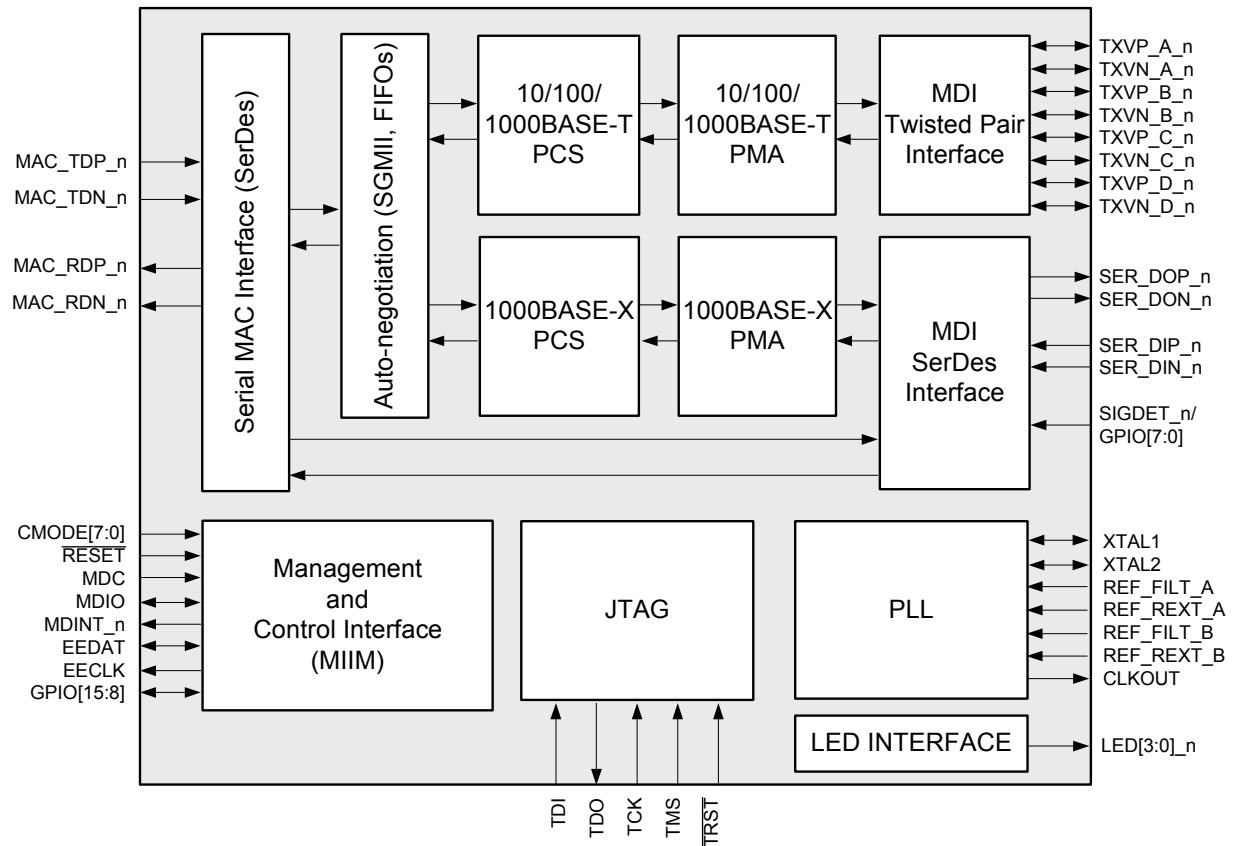 MAC_TDP_n
MAC_TDN_n
MAC_RDP_n
MAC_RDN_n
Serial MAC Interface (SerDes)
Auto-negotiation (SGMII, FIFOs)
10/100/
1000BASE-T
PCS
10/100/
1000BASE-T
PMA
MDI
Twisted Pair
Interface
TXVP_A_n
TXVN_A_n
TXVP_B_n
TXVN_B_n
TXVP_C_n
TXVN_C_n
TXVP_D_n
TXVN_D_n
1000BASE-X
PCS
1000BASE-X
PMA
MDI
SerDes
Interface
SER_DOP_n
SER_DON_n
SER_DIP_n
SER_DIN_n
SIGDET_n/
GPIO[7:0]
CMODE[7:0]
RESET
MDC
MDIO
MDINT_n
EEDAT
EECLK
GPIO[15:8]
Management
and
Control Interface
(MIIM)
JTAG
PLL
XTAL1
XTAL2
REF_FILT_A
REF_REXT_A
REF_FILT_B
REF_REXT_B
CLKOUT
LED INTERFACE
LED[3:0]_n
TDI
TDO
TCK
TMS
TRST